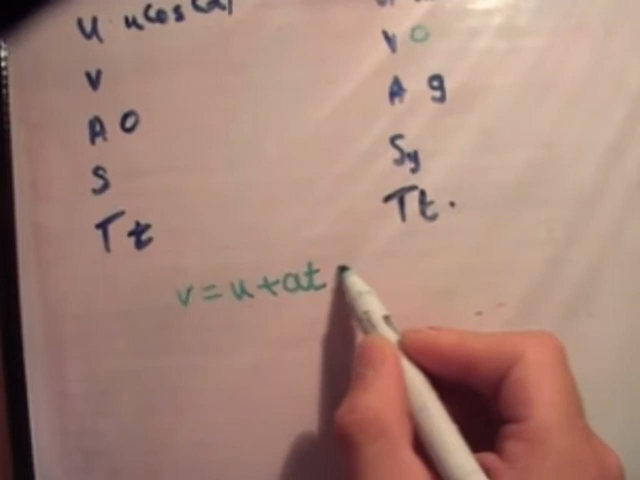 u ucos(α)
v
A 0
S
T t
v 0
A g
Sy
T t.
v = u + at